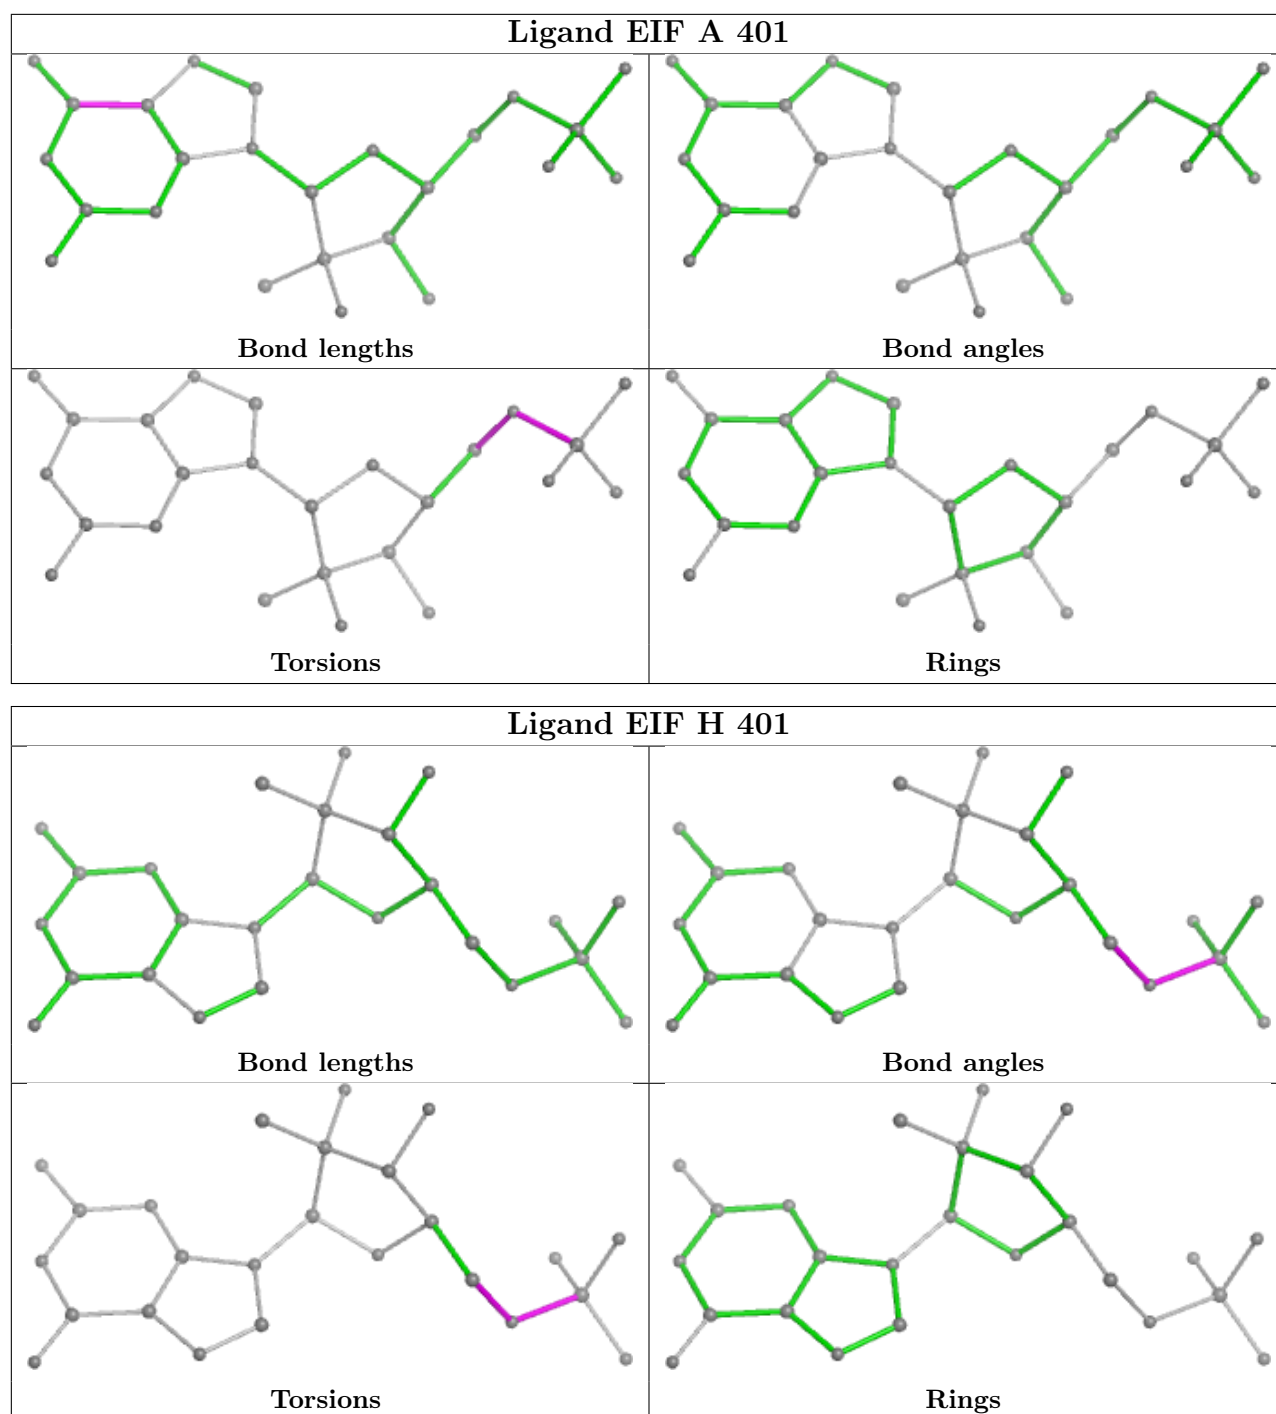 Ligand EIF A 401
Bond lengths
Bond angles
Torsions
Rings
Ligand EIF H 401
Bond lengths
Bond angles
Torsions
Rings